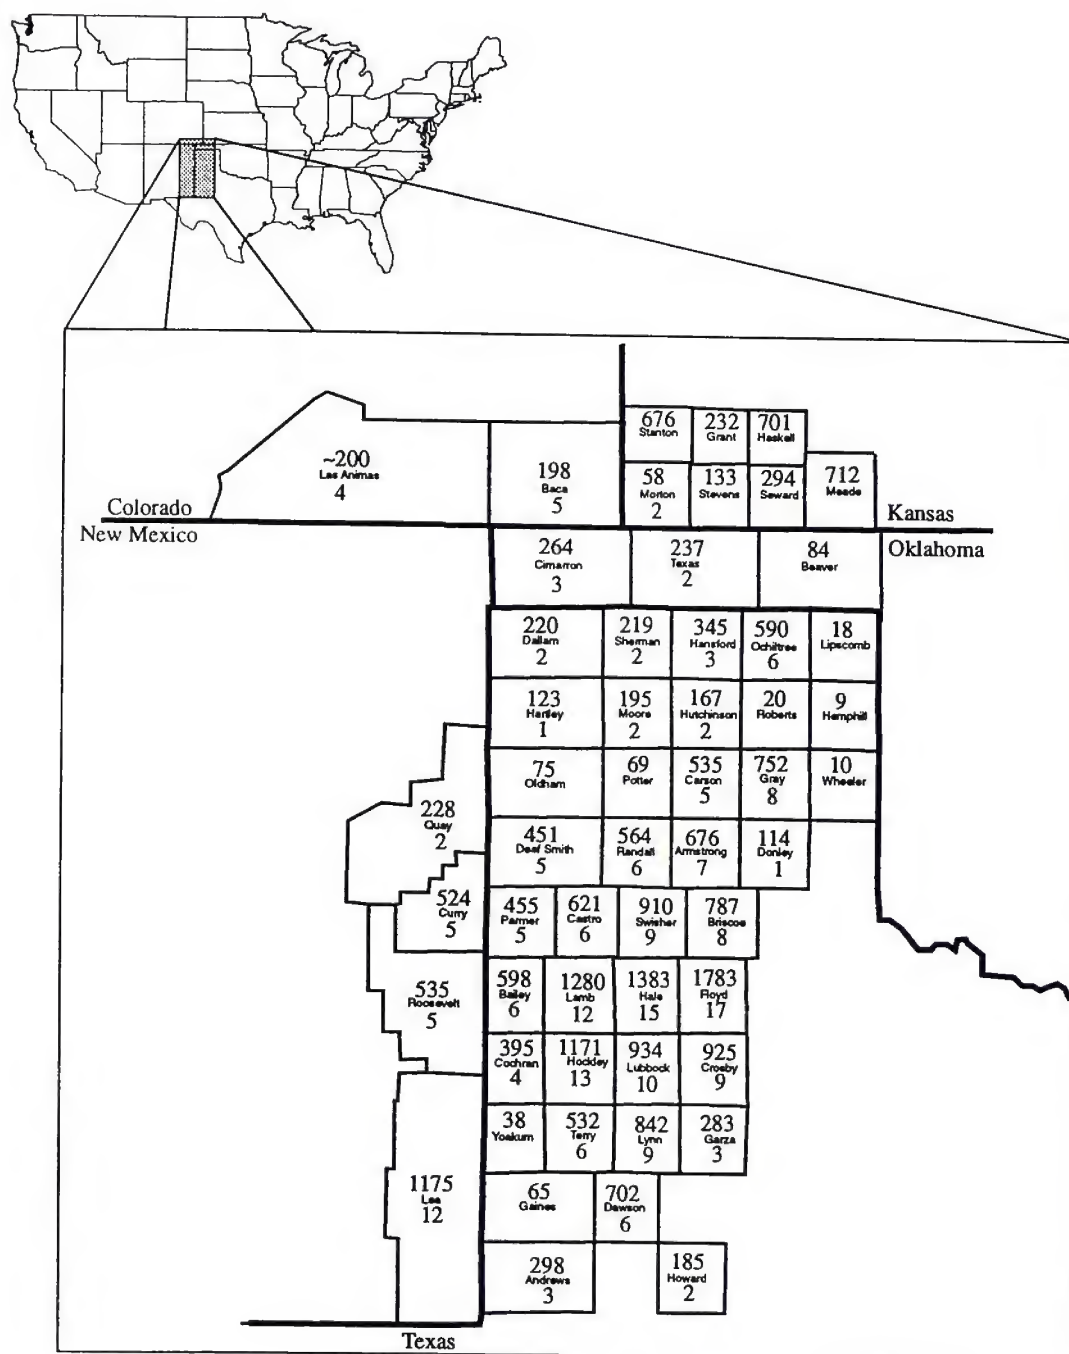 676
Stanton
232
Grant
701
Haskell
~200
Las Animas
4
198
Baca
5
58
Morton
2
133
Stevens
294
Seward
712
Meade
Colorado
Kansas
New Mexico
Oklahoma
264
Cimarron
3
237
Texas
2
84
Beaver
220
Dallam
2
219
Sherman
2
345
Hansford
3
590
Ochiltree
6
18
Lipscomb
123
Hartley
1
195
Moore
2
167
Hutchinson
2
20
Roberts
9
Hemphill
75
Oldham
69
Potter
535
Carson
5
752
Gray
8
10
Wheeler
228
Quay
2
451
Deaf Smith
5
564
Randall
6
676
Armstrong
7
114
Donley
1
524
Curry
5
455
Parmer
5
621
Castro
6
910
Swisher
9
787
Briscoe
8
535
Roosevelt
5
598
Bailey
6
1280
Lamb
12
1383
Hale
15
1783
Floyd
17
395
Cochran
4
1171
Hockley
13
934
Lubbock
10
925
Crosby
9
38
Yoakum
532
Terry
6
842
Lynn
9
283
Garza
3
1175
Lea
12
65
Gaines
702
Dawson
6
298
Andrews
3
185
Howard
2
Texas